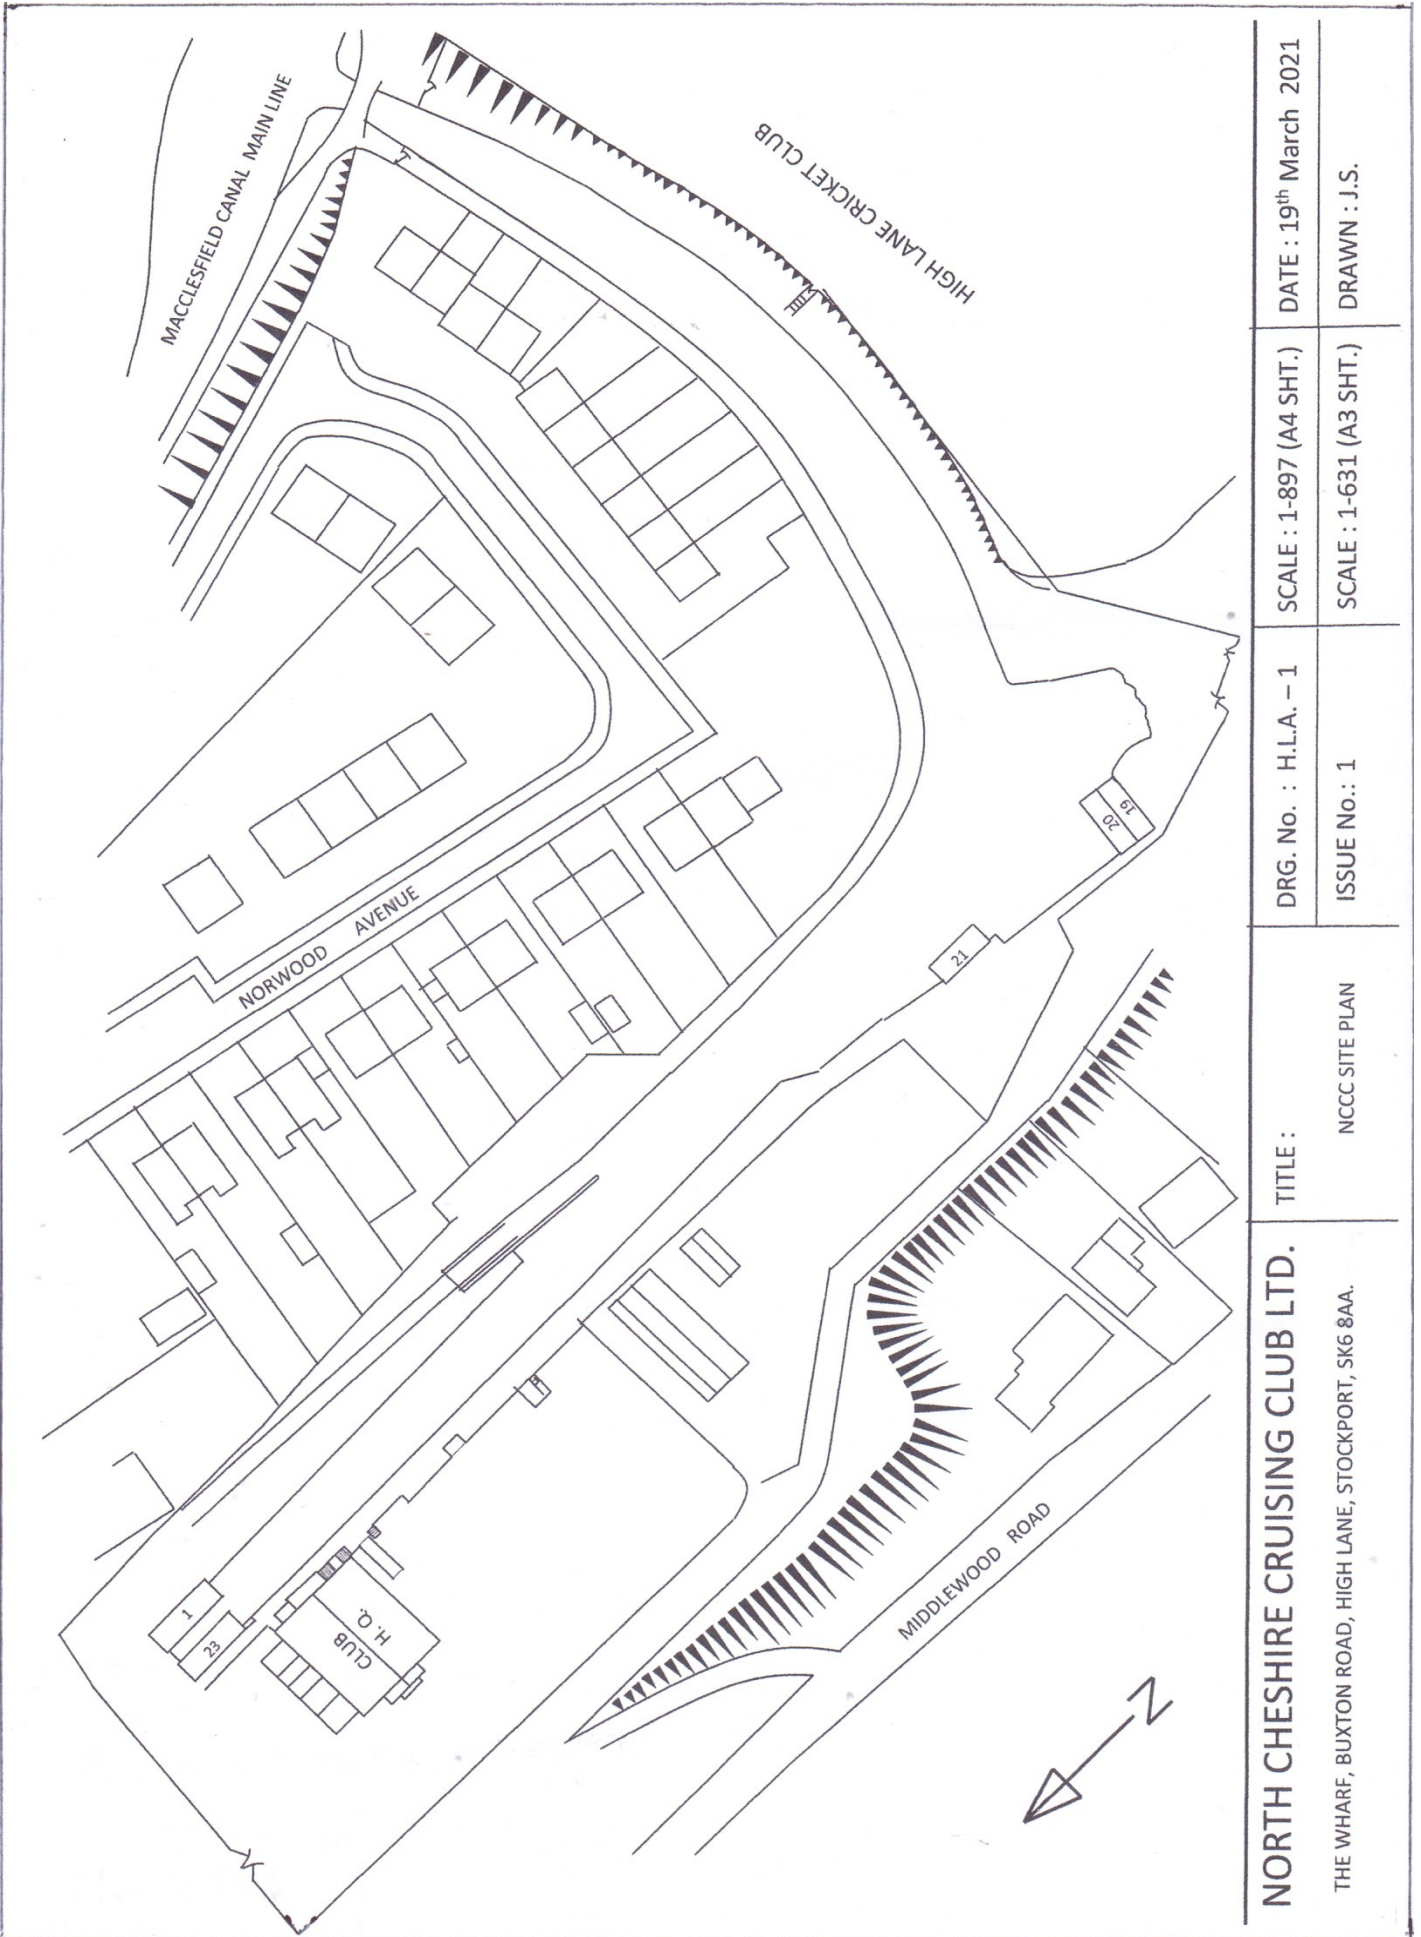 MACCLESFIELD CANAL MAIN LINE
HIGH LANE CRICKET CLUB
NORWOOD AVENUE
20
19
21
1
23
CLUB
H. Q.
MIDDLEWOOD ROAD
N
NORTH CHESHIRE CRUISING CLUB LTD.
THE WHARF, BUXTON ROAD, HIGH LANE, STOCKPORT, SK6 8AA.
TITLE :
NCCC SITE PLAN
DRG. No. : H.L.A. – 1
ISSUE No.: 1
SCALE : 1-897 (A4 SHT.)
SCALE : 1-631 (A3 SHT.)
DATE : 19th March 2021
DRAWN : J.S.